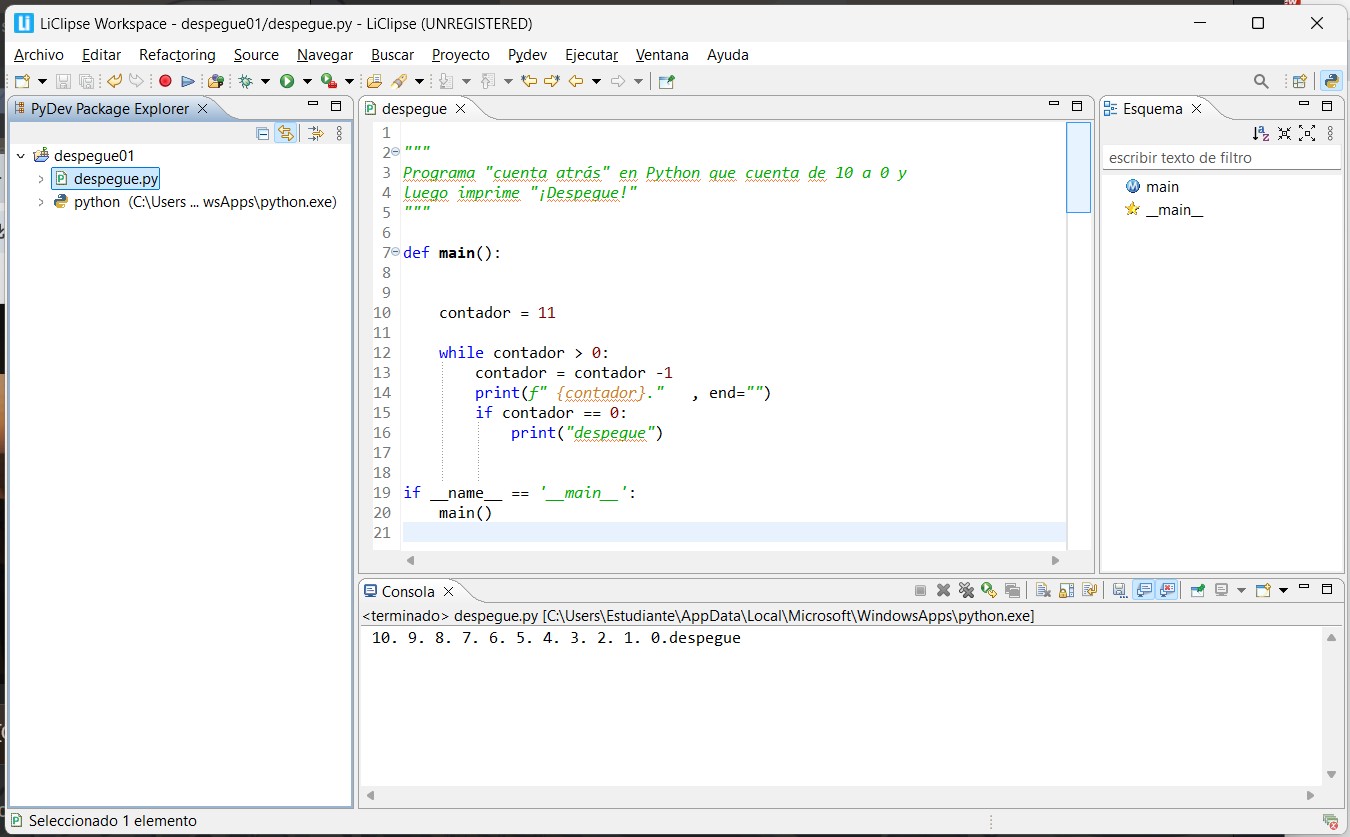 LiClipse Workspace - despegue01/despegue.py - LiClipse (UNREGISTERED)
Archivo Editar Refactoring Source Navegar Buscar Proyecto Pydev Ejecutar Ventana Ayuda
PyDev Package Explorer
despegue01
despegue.py
python (C:\Users ... wsApps\python.exe)
despegue
1
2 """
3 Programa "cuenta atrás" en Python que cuenta de 10 a 0 y
4 luego imprime "¡Despegue!"
5 """
6
7 def main():
8
9
10 contador = 11
11
12 while contador > 0:
13 contador = contador -1
14 print(f" {contador}." , end="")
15 if contador == 0:
16 print("despegue")
17
18
19 if __name__ == '__main__':
20 main()
21
Esquema
escribir texto de filtro
main
__main__
Consola
<terminado> despegue.py [C:\Users\Estudiante\AppData\Local\Microsoft\WindowsApps\python.exe]
10. 9. 8. 7. 6. 5. 4. 3. 2. 1. 0.despegue
Seleccionado 1 elemento